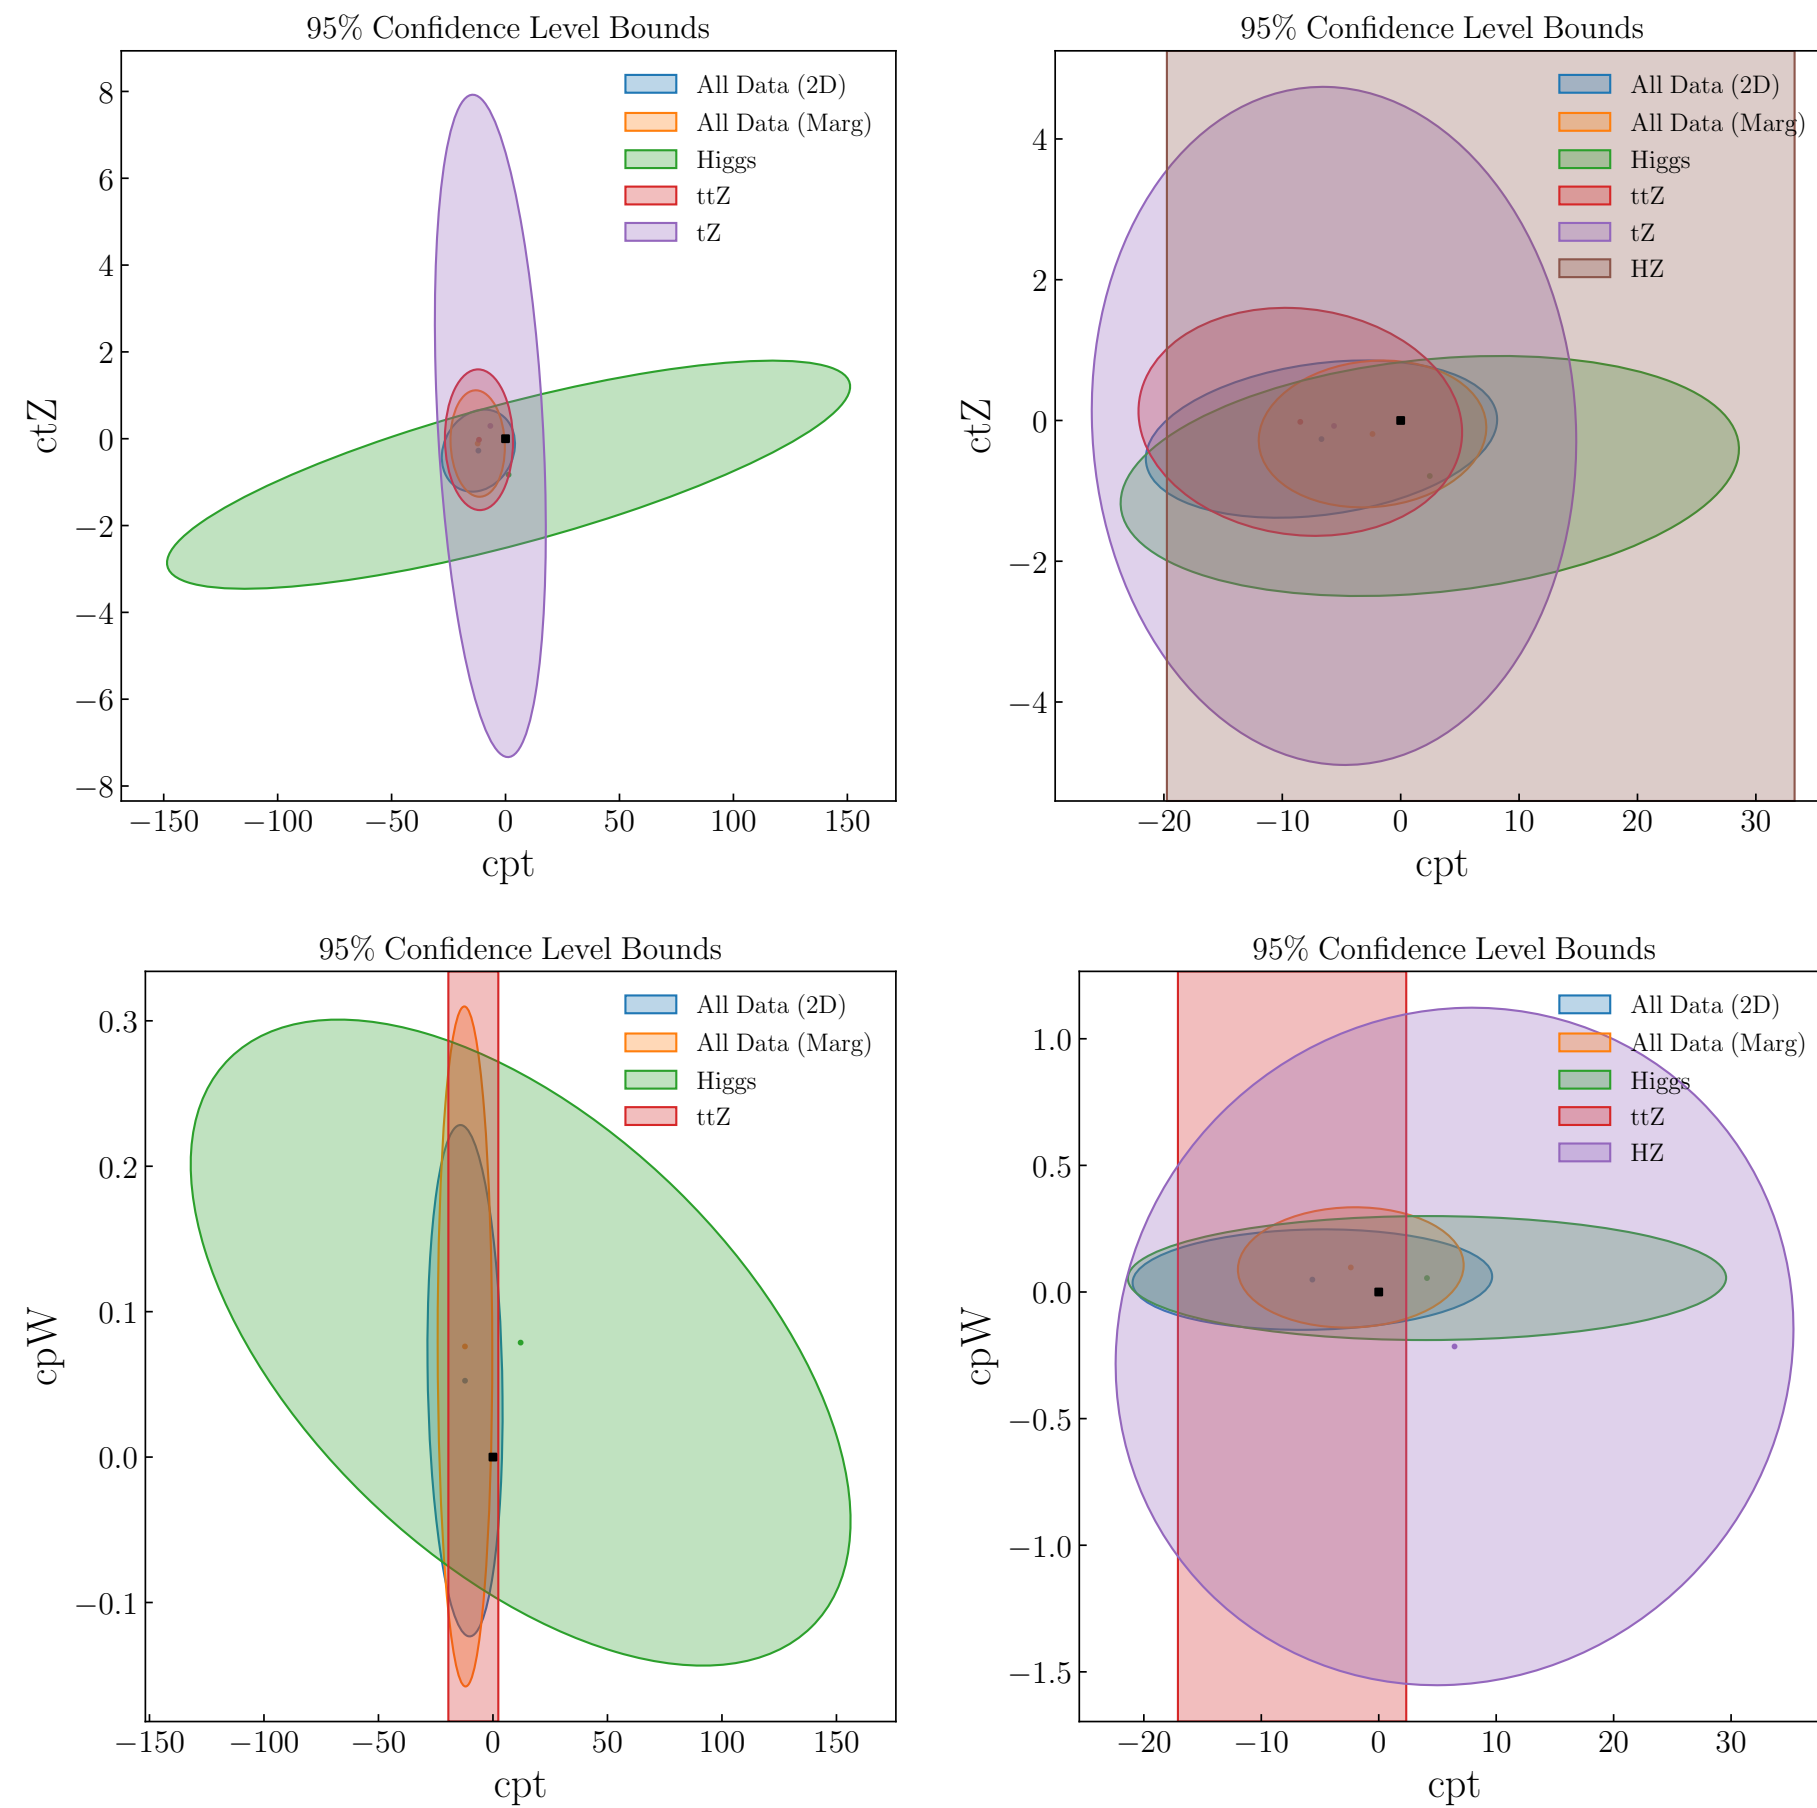 95% Confidence Level Bounds
All Data (2D)
All Data (Marg)
Higgs
ttZ
tZ
8
6
4
2
0
−2
−4
−6
−8
ctZ
−150 −100 −50 0 50 100 150
cpt
95% Confidence Level Bounds
All Data (2D)
All Data (Marg)
Higgs
ttZ
tZ
HZ
4
2
0
−2
−4
ctZ
−20 −10 0 10 20 30
cpt
95% Confidence Level Bounds
All Data (2D)
All Data (Marg)
Higgs
ttZ
0.3
0.2
0.1
0.0
−0.1
cpW
−150 −100 −50 0 50 100 150
cpt
95% Confidence Level Bounds
All Data (2D)
All Data (Marg)
Higgs
ttZ
HZ
1.0
0.5
0.0
−0.5
−1.0
−1.5
cpW
−20 −10 0 10 20 30
cpt